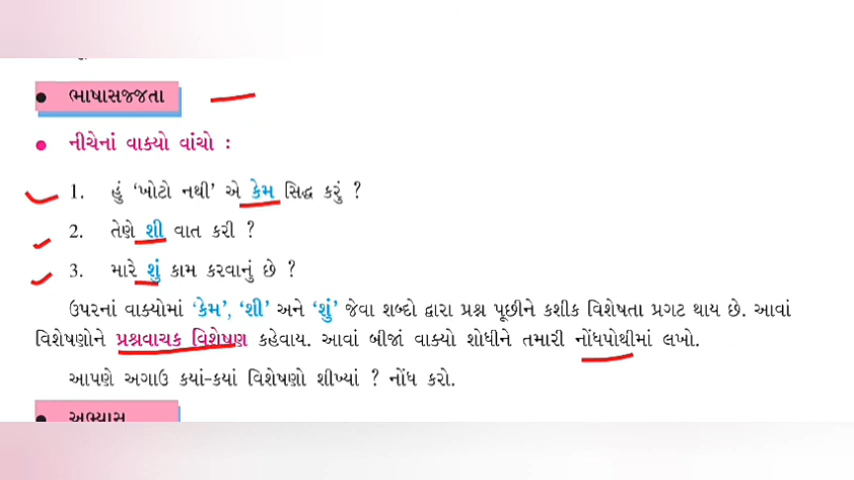 • ભાષાસજ્જતા
• નીચેનાં વાક્યો વાંચો :
1. હું ‘ખોટો નથી’ એ કેમ સિદ્ધ કરું ?
2. તેણે શી વાત કરી ?
3. મારે શું કામ કરવાનું છે ?
ઉપરનાં વાક્યોમાં ‘કેમ’, ‘શી’ અને ‘શું’ જેવા શબ્દો દ્વારા પ્રશ્ન પૂછીને કશીક વિશેષતા પ્રગટ થાય છે. આવાં
વિશેષણોને પ્રશ્નવાચક વિશેષણ કહેવાય. આવાં બીજાં વાક્યો શોધીને તમારી નોંધપોથીમાં લખો.
આપણે અગાઉ કયાં-કયાં વિશેષણો શીખ્યાં ? નોંધ કરો.
• અભ્યાસ